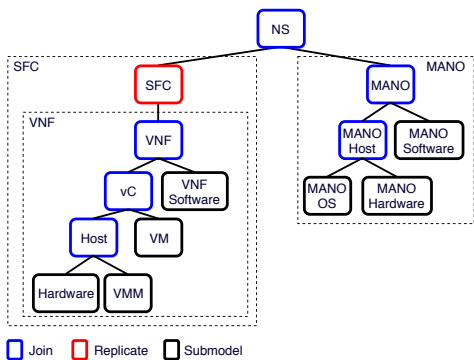 NS
SFC
MANO
SFC
MANO
VNF
VNF
MANO
Host
MANO
Software
vC
VNF
Software
MANO
OS
MANO
Hardware
Host
VM
Hardware
VMM
Join
Replicate
Submodel